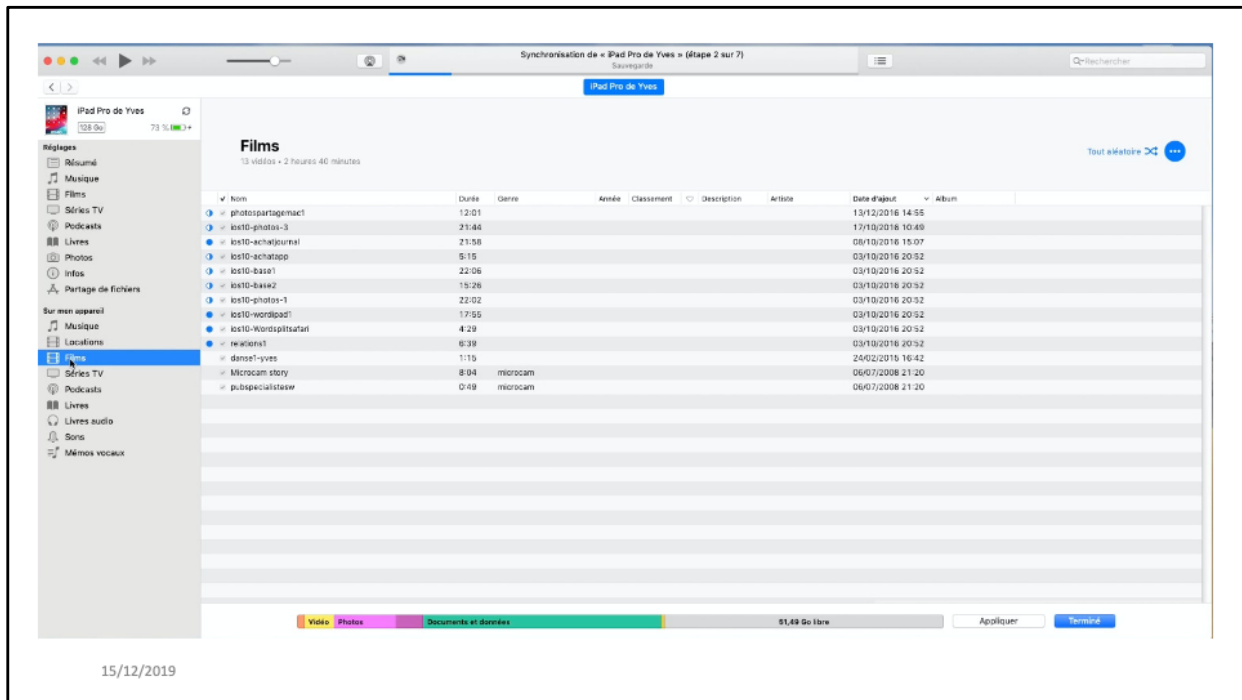 Synchronisation de « iPad Pro de Yves » (étape 2 sur 7)
Sauvegarde
Rechercher
iPad Pro de Yves
iPad Pro de Yves
128 Go 73 %
Réglages
Résumé
Musique
Films
Séries TV
Podcasts
Livres
Photos
Infos
Partage de fichiers
Sur mon appareil
Musique
Locations
Films
Séries TV
Podcasts
Livres
Livres audio
Sons
Mémos vocaux
Films
13 vidéos • 2 heures 40 minutes
Tout aléatoire
Nom Durée Genre Année Classement Description Artiste Date d'ajout Album
photospartagemac1 12:01 13/12/2016 14:55
ios10-photos-3 21:44 17/10/2016 10:49
ios10-achatjournal 21:58 08/10/2016 15:07
ios10-achatapp 5:15 03/10/2016 20:52
ios10-base1 22:06 03/10/2016 20:52
ios10-base2 15:26 03/10/2016 20:52
ios10-photos-1 22:02 03/10/2016 20:52
ios10-wordipad1 17:55 03/10/2016 20:52
ios10-Wordsplitsafari 4:29 03/10/2016 20:52
relations1 6:39 03/10/2016 20:52
danse1-yves 1:15 24/02/2015 16:42
Microcam story 8:04 microcam 06/07/2008 21:20
pubspecialistesw 0:49 microcam 06/07/2008 21:20
Vidéo Photos Documents et données 51,49 Go libre Appliquer Terminé
15/12/2019